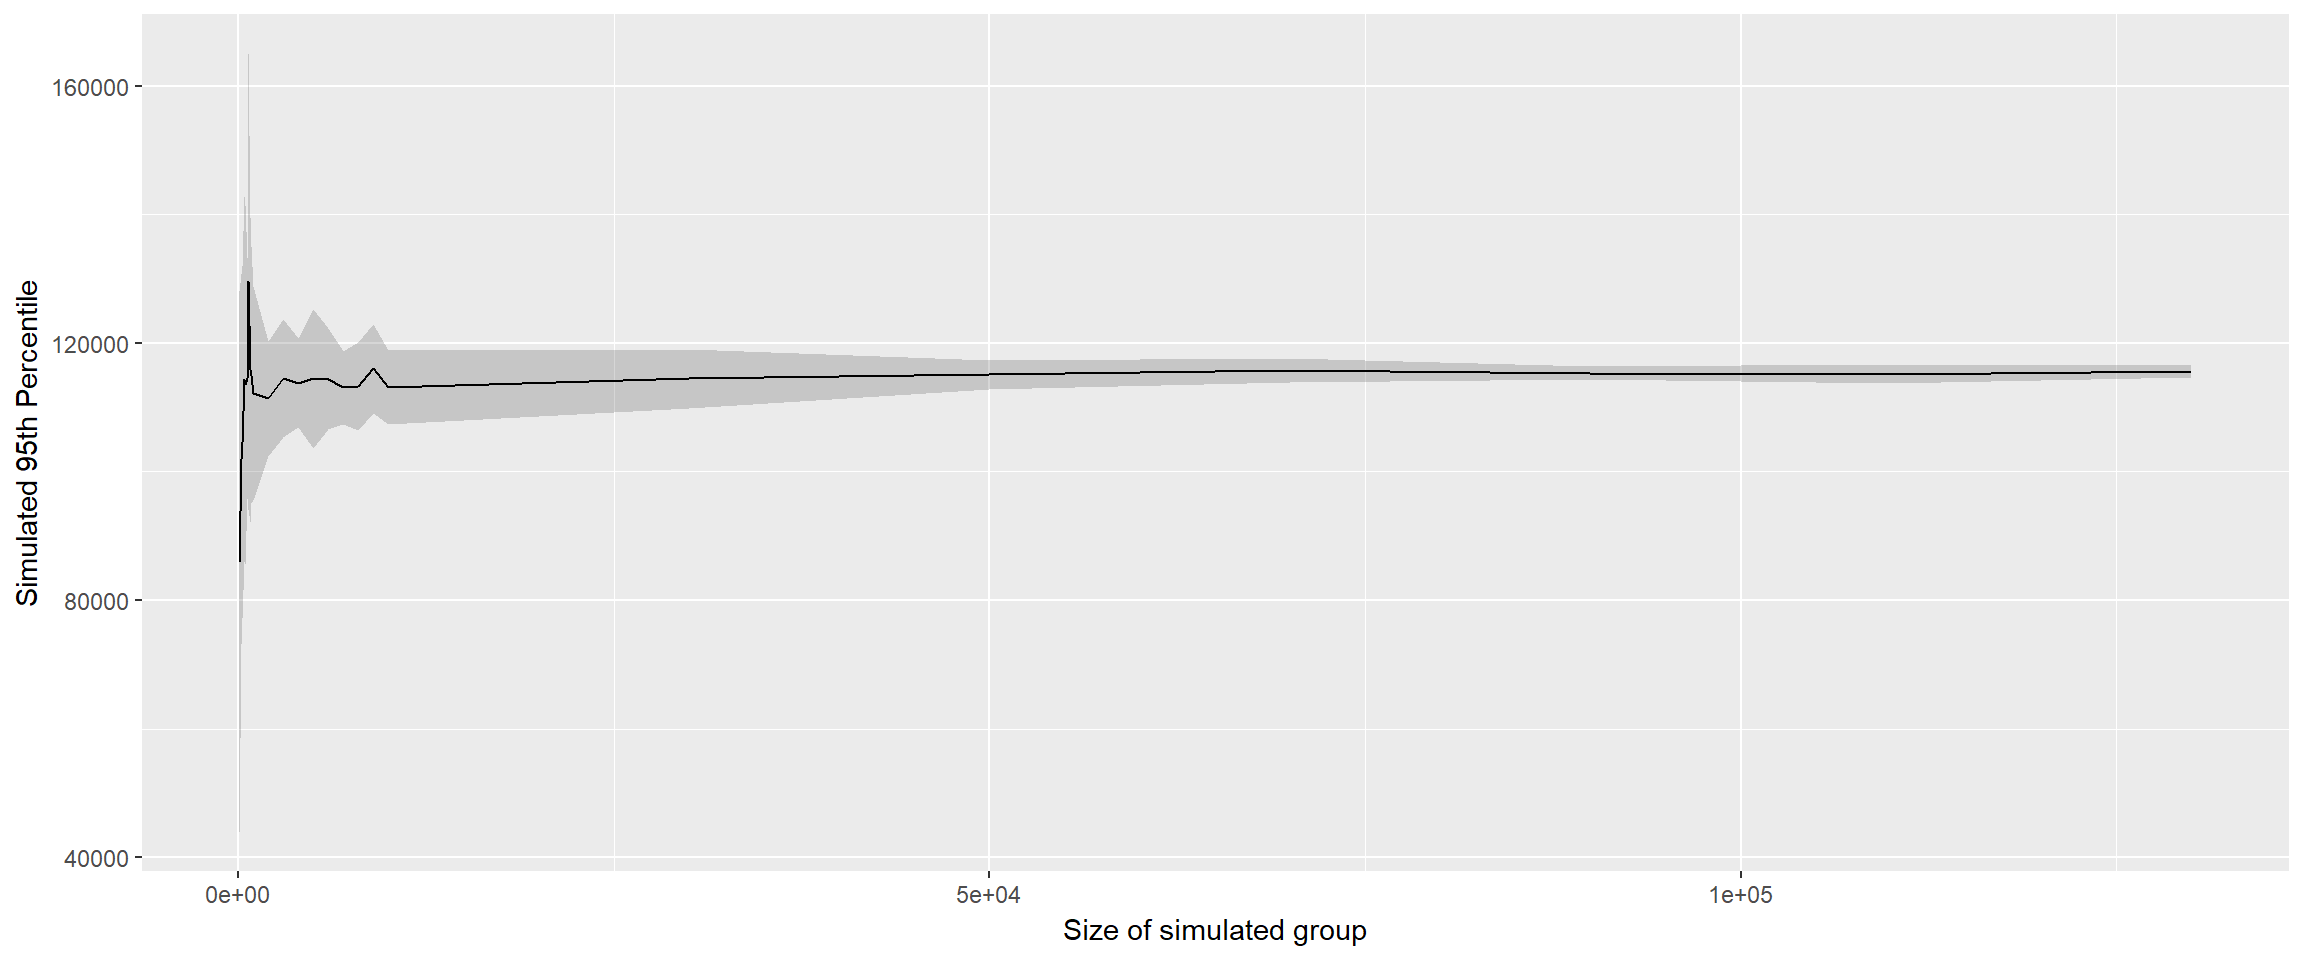 Simulated 95th Percentile
160000
120000
80000
40000
0e+00
5e+04
1e+05
Size of simulated group